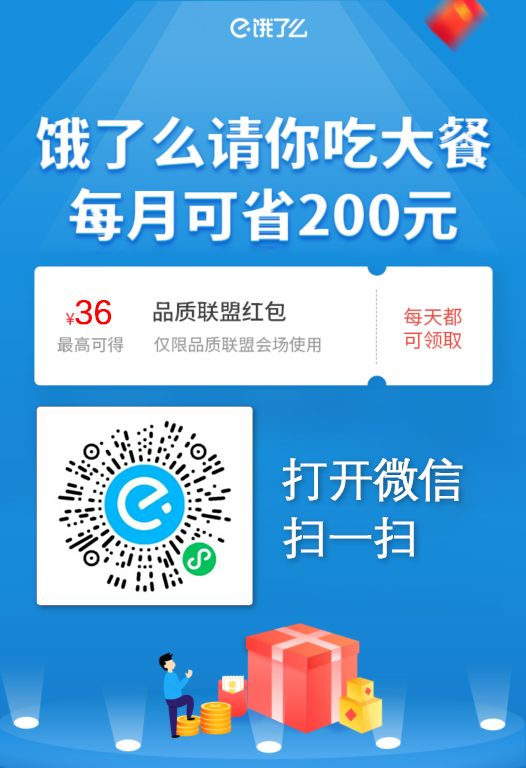 饿了么
饿了么请你吃大餐
每月可省200元
¥36
品质联盟红包
最高可得
仅限品质联盟会场使用
每天都
可领取
打开微信
扫一扫